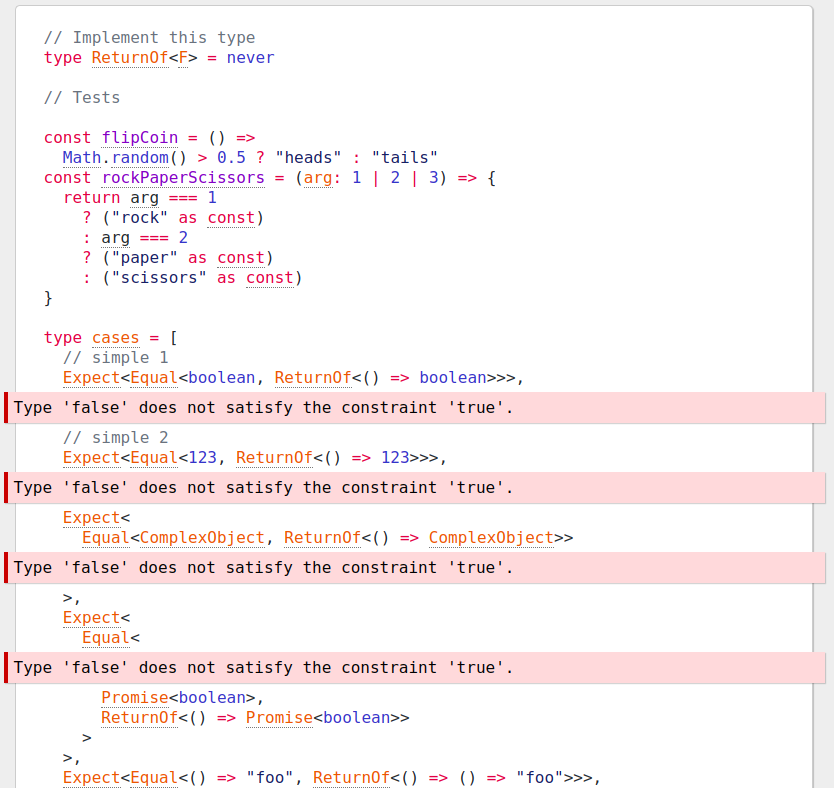 // Implement this type
type ReturnOf<F> = never
// Tests
const flipCoin = () =>
Math.random() > 0.5 ? "heads" : "tails"
const rockPaperScissors = (arg: 1 | 2 | 3) => {
return arg === 1
? ("rock" as const)
: arg === 2
? ("paper" as const)
: ("scissors" as const)
}
type cases = [
// simple 1
Expect<Equal<boolean, ReturnOf<() => boolean>>>,
Type 'false' does not satisfy the constraint 'true'.
// simple 2
Expect<Equal<123, ReturnOf<() => 123>>>,
Type 'false' does not satisfy the constraint 'true'.
Expect<
Equal<ComplexObject, ReturnOf<() => ComplexObject>>
Type 'false' does not satisfy the constraint 'true'.
>,
Expect<
Equal<
Type 'false' does not satisfy the constraint 'true'.
Promise<boolean>,
ReturnOf<() => Promise<boolean>>
>
>,
Expect<Equal<() => "foo", ReturnOf<() => () => "foo">>>,